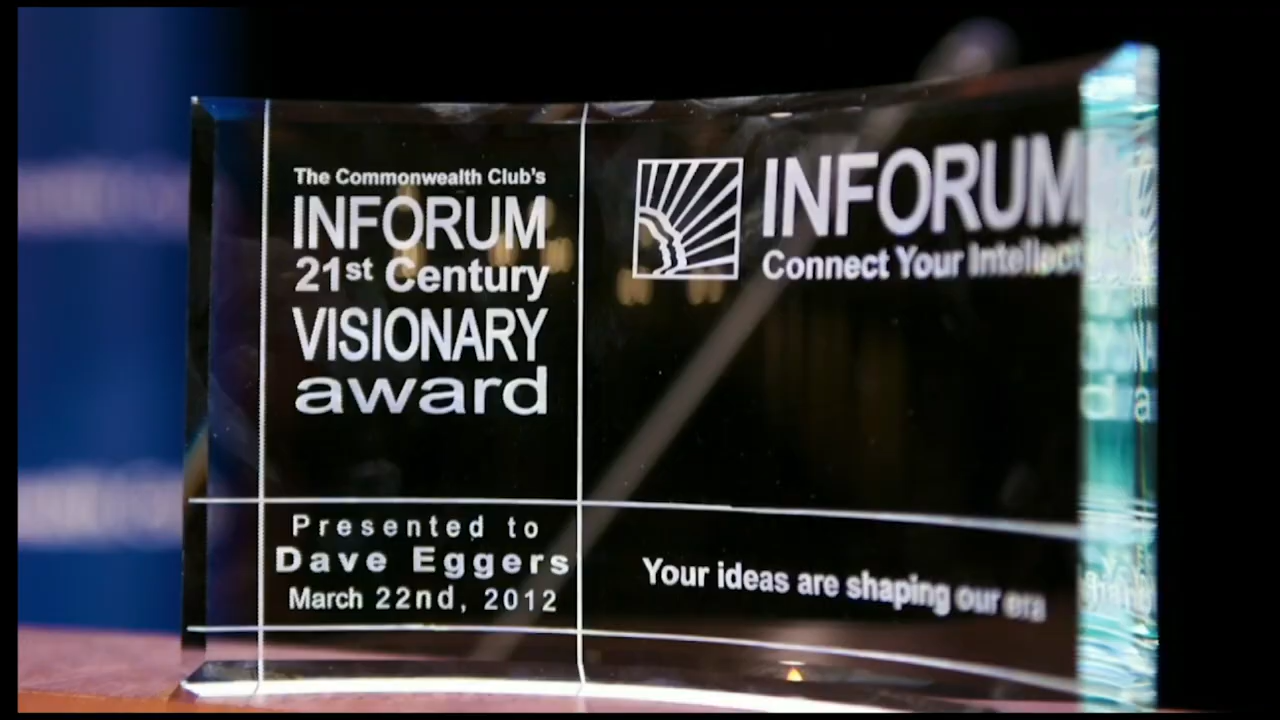 The Commonwealth Club's
INFORUM
21st Century
VISIONARY
award
Presented to
Dave Eggers
March 22nd, 2012
INFORUM
Connect Your Intellect
Your ideas are shaping our era